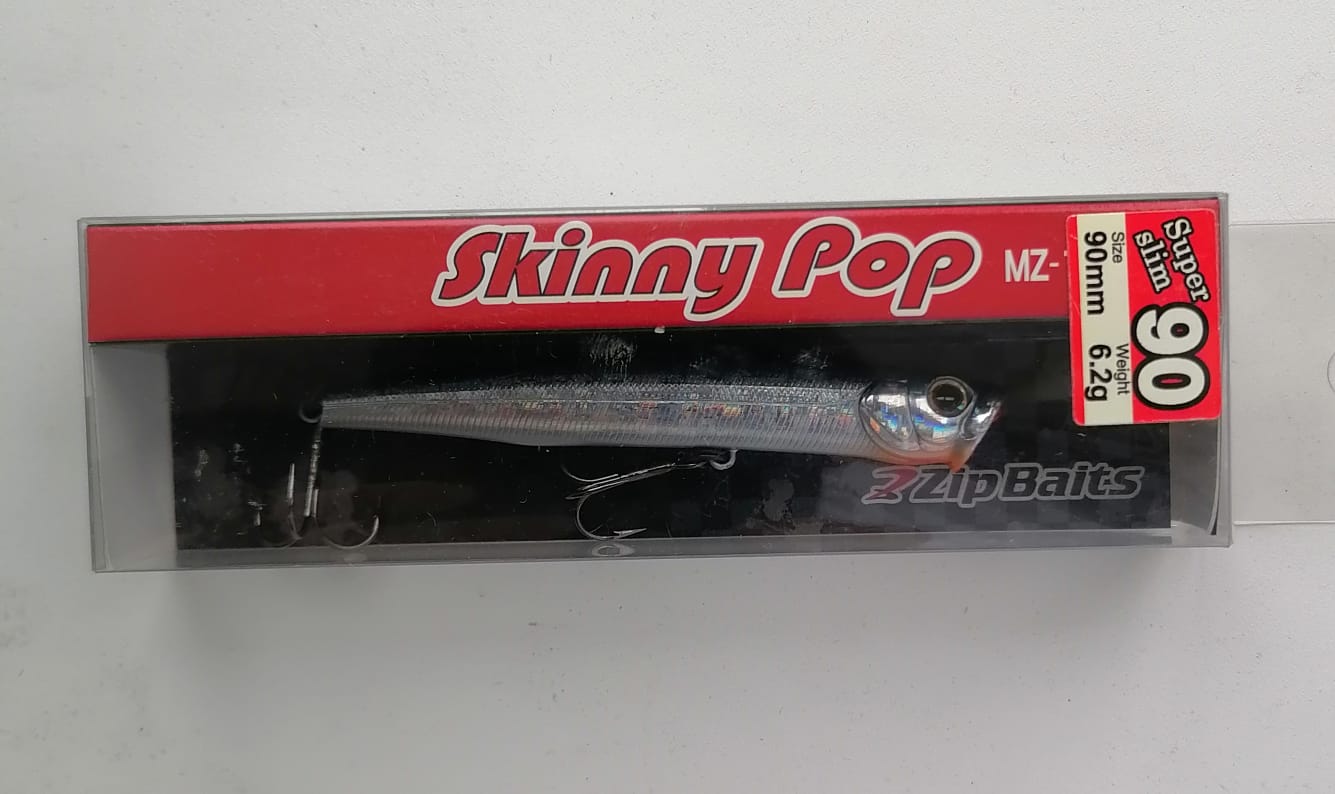 Skinny Pop
MZ-
Super
slim
90
Size
90mm
Weight
6.2g
ZipBaits